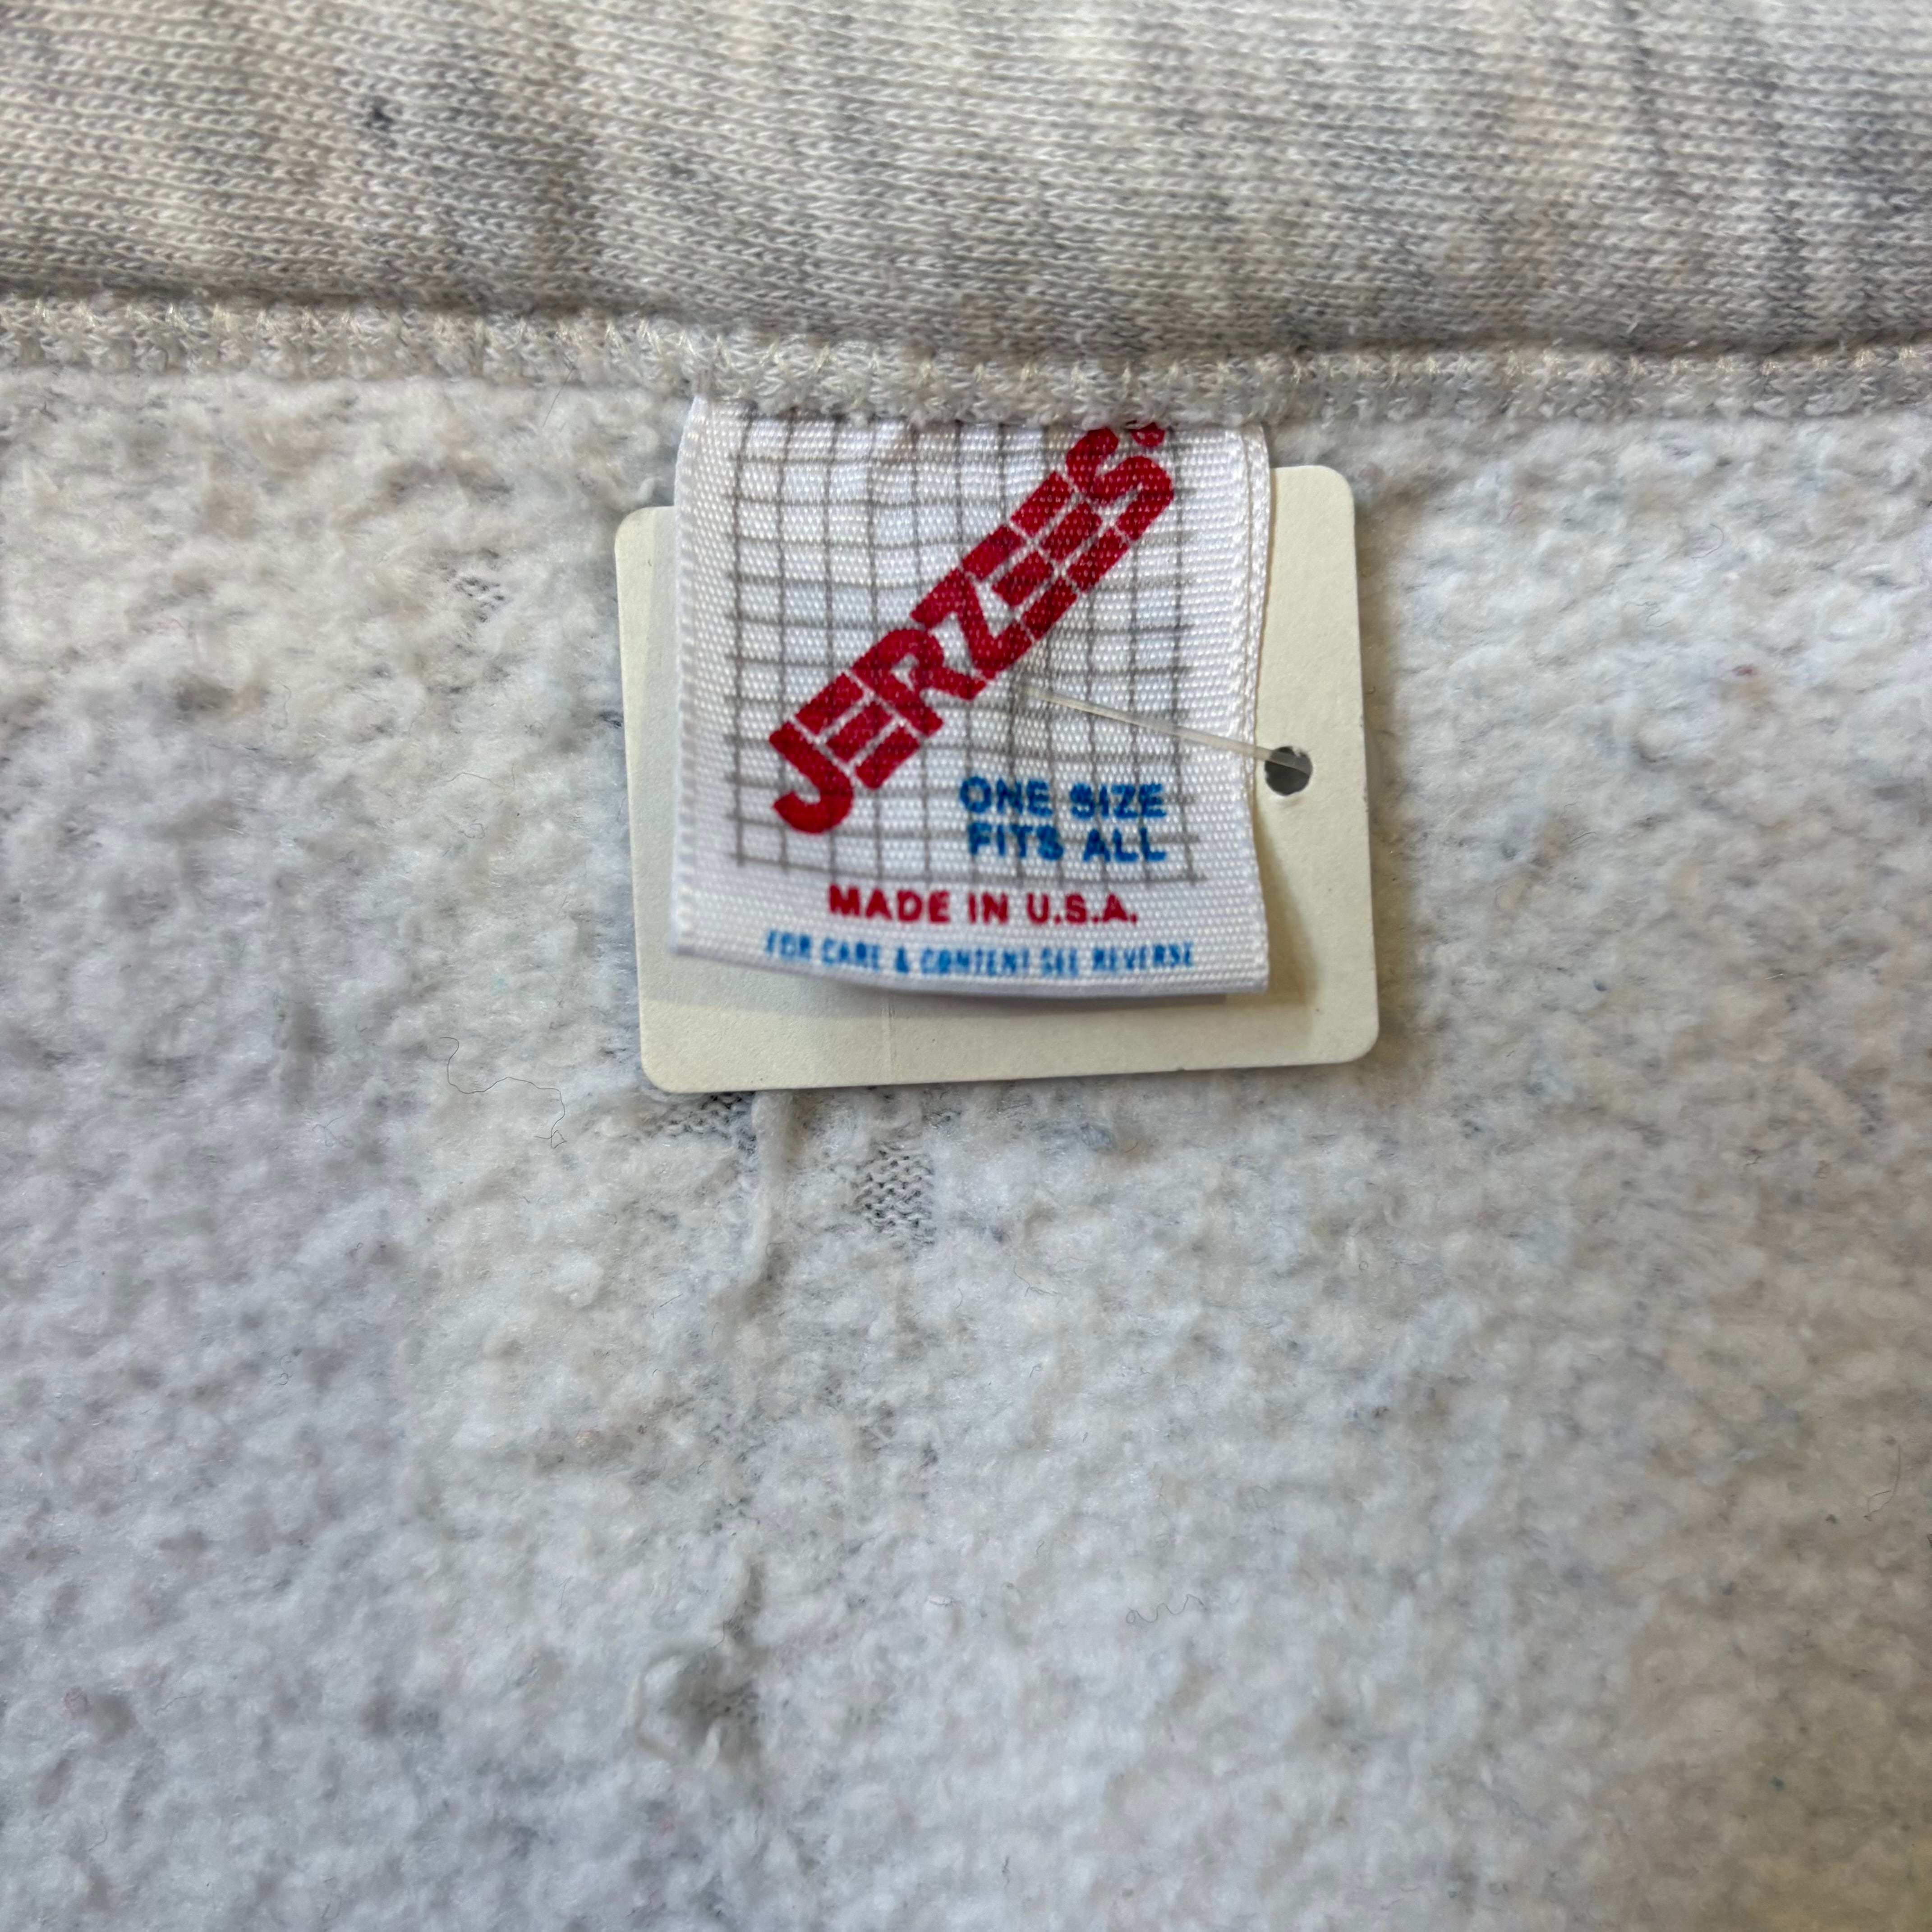 JERZEES
ONE SIZE
FITS ALL
MADE IN U.S.A.
FOR CARE & CONTENT SEE REVERSE